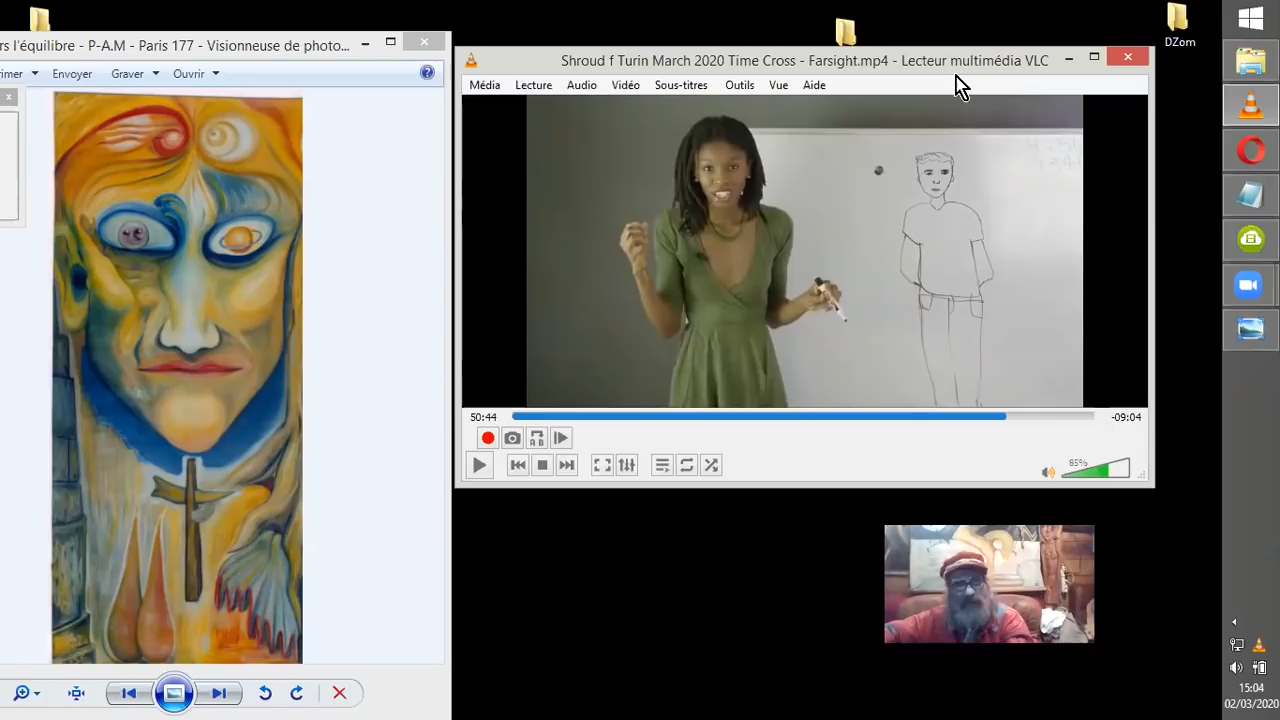 rs l'équilibre - P-A-M - Paris 177 - Visionneuse de photo...
imer Envoyer Graver Ouvrir
DZom
Shroud f Turin March 2020 Time Cross - Farsight.mp4 - Lecteur multimédia VLC
Média Lecture Audio Vidéo Sous-titres Outils Vue Aide
50:44
-09:04
A B
85%
15:04
02/03/2020